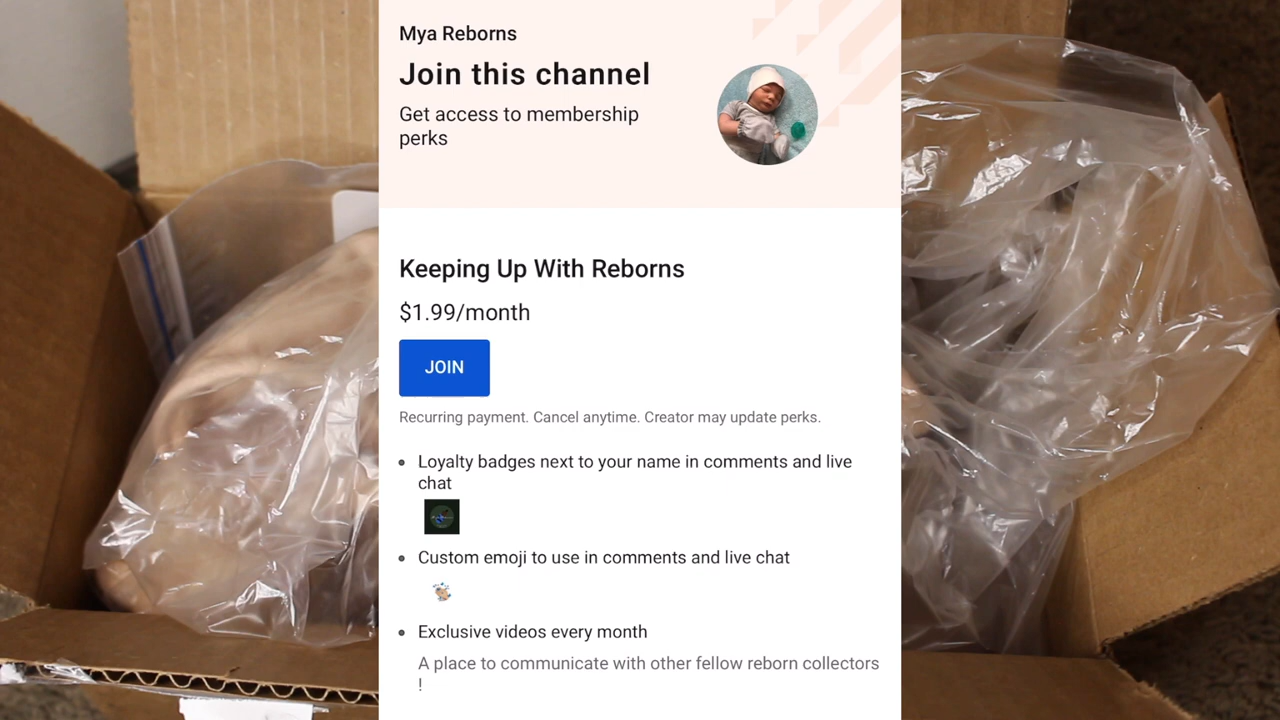 Mya Reborns
Join this channel
Get access to membership
perks
Keeping Up With Reborns
$1.99/month
JOIN
Recurring payment. Cancel anytime. Creator may update perks.
Loyalty badges next to your name in comments and live
chat
Custom emoji to use in comments and live chat
Exclusive videos every month
A place to communicate with other fellow reborn collectors
!